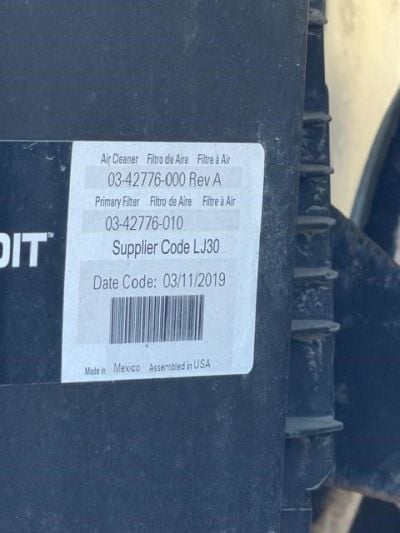 Air Cleaner Filtro de Aire Filtre à Air
03-42776-000 Rev A
Primary Filter Filtro de Aire Filtre à Air
03-42776-010
Supplier Code LJ30
DIT™
Date Code: 03/11/2019
Made in Mexico Assembled in USA